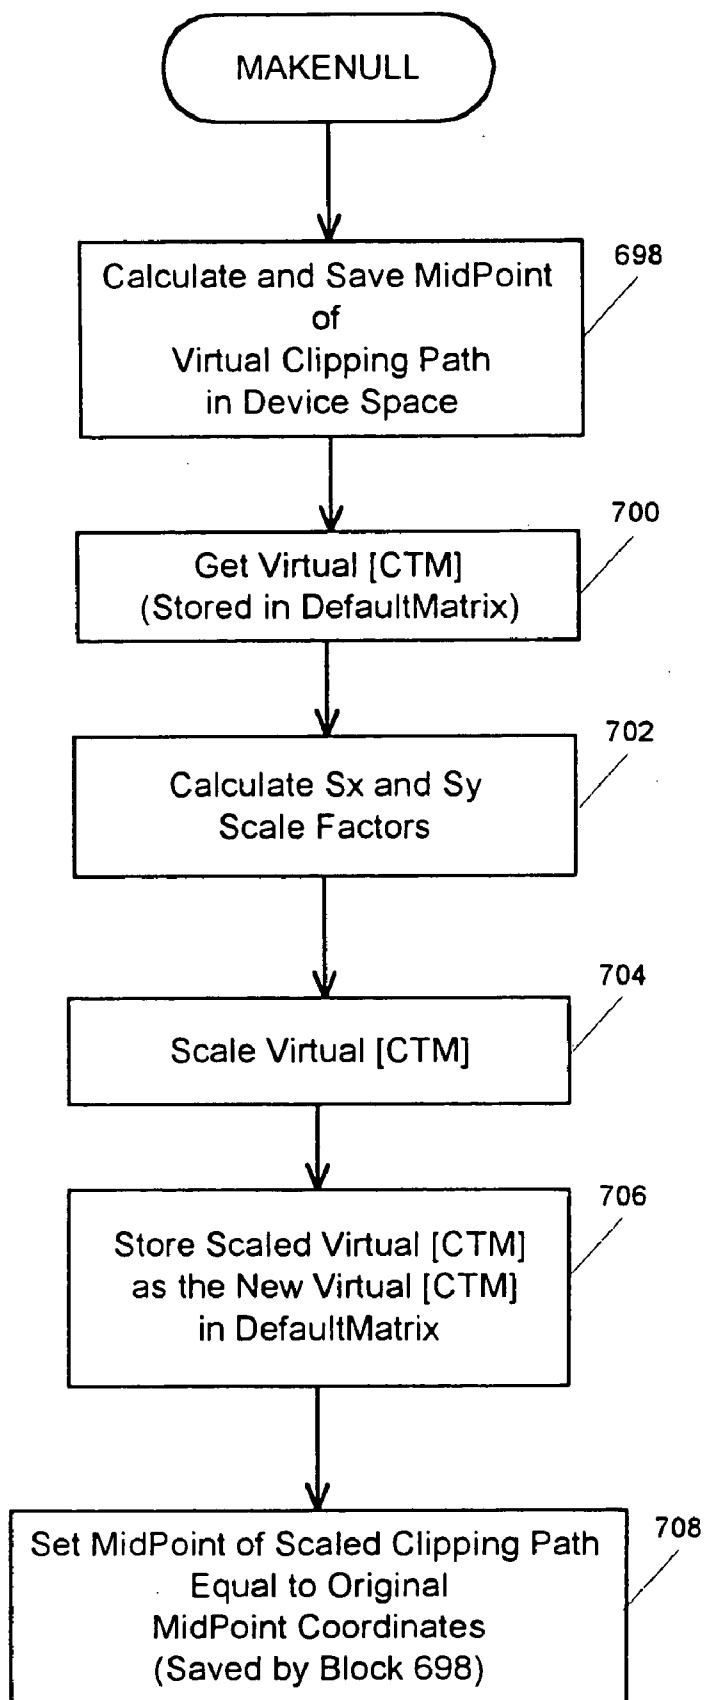 MAKENULL
698
Calculate and Save MidPoint
of
Virtual Clipping Path
in Device Space
700
Get Virtual [CTM]
(Stored in DefaultMatrix)
702
Calculate Sx and Sy
Scale Factors
704
Scale Virtual [CTM]
706
Store Scaled Virtual [CTM]
as the New Virtual [CTM]
in DefaultMatrix
708
Set MidPoint of Scaled Clipping Path
Equal to Original
MidPoint Coordinates
(Saved by Block 698)